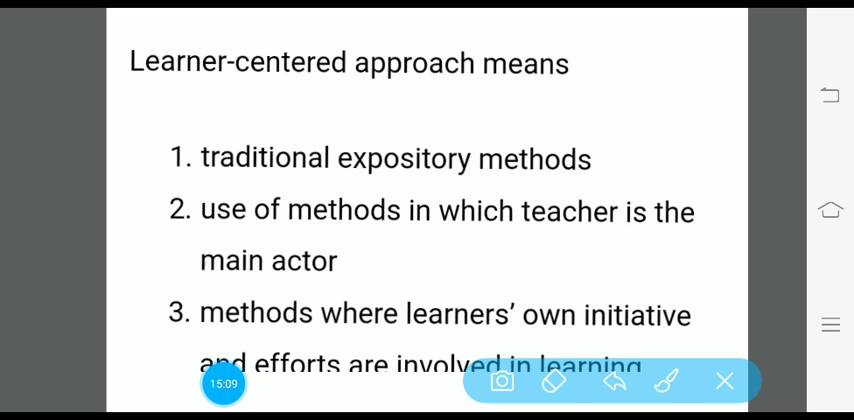 Learner-centered approach means
1. traditional expository methods
2. use of methods in which teacher is the
main actor
3. methods where learners’ own initiative
and efforts are involved in learning
15:09